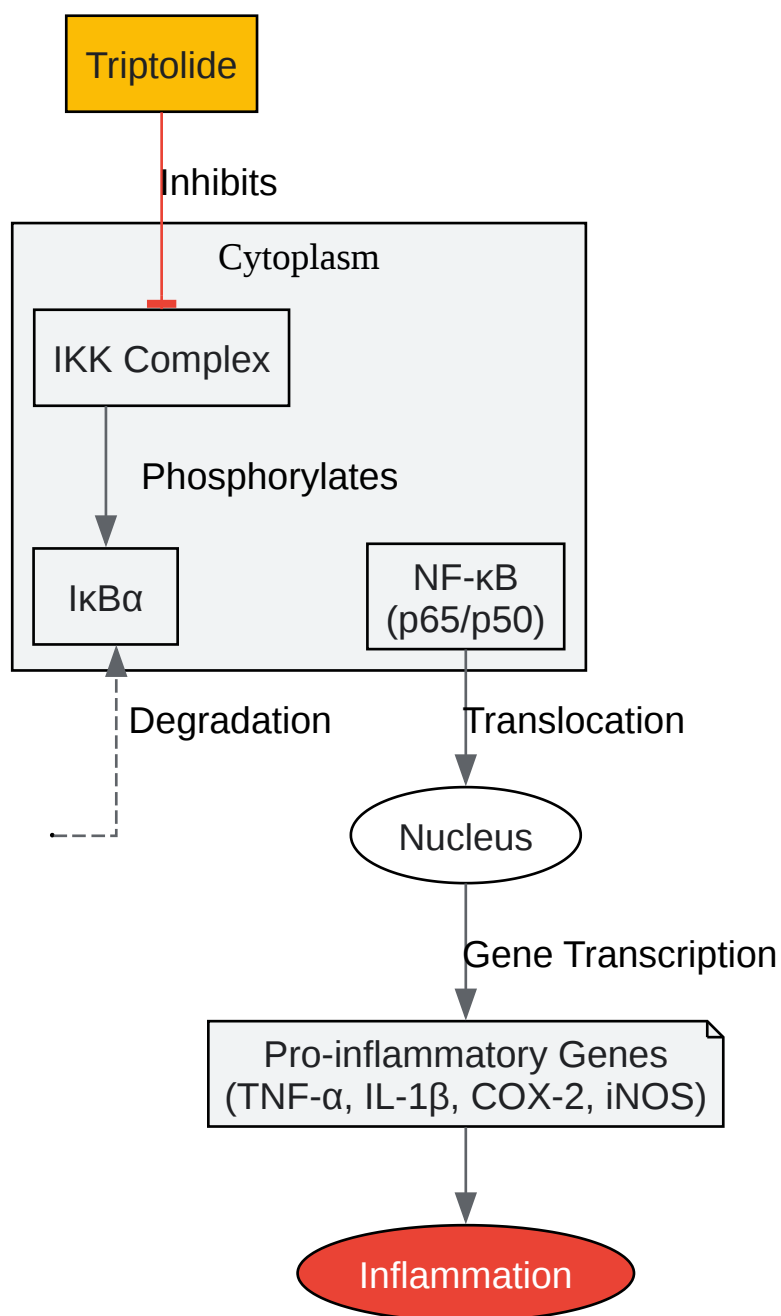 Triptolide
Inhibits
Cytoplasm
IKK Complex
Phosphorylates
IκBα
NF-κB
(p65/p50)
Degradation
Translocation
Nucleus
Gene Transcription
Pro-inflammatory Genes
(TNF-α, IL-1β, COX-2, iNOS)
Inflammation